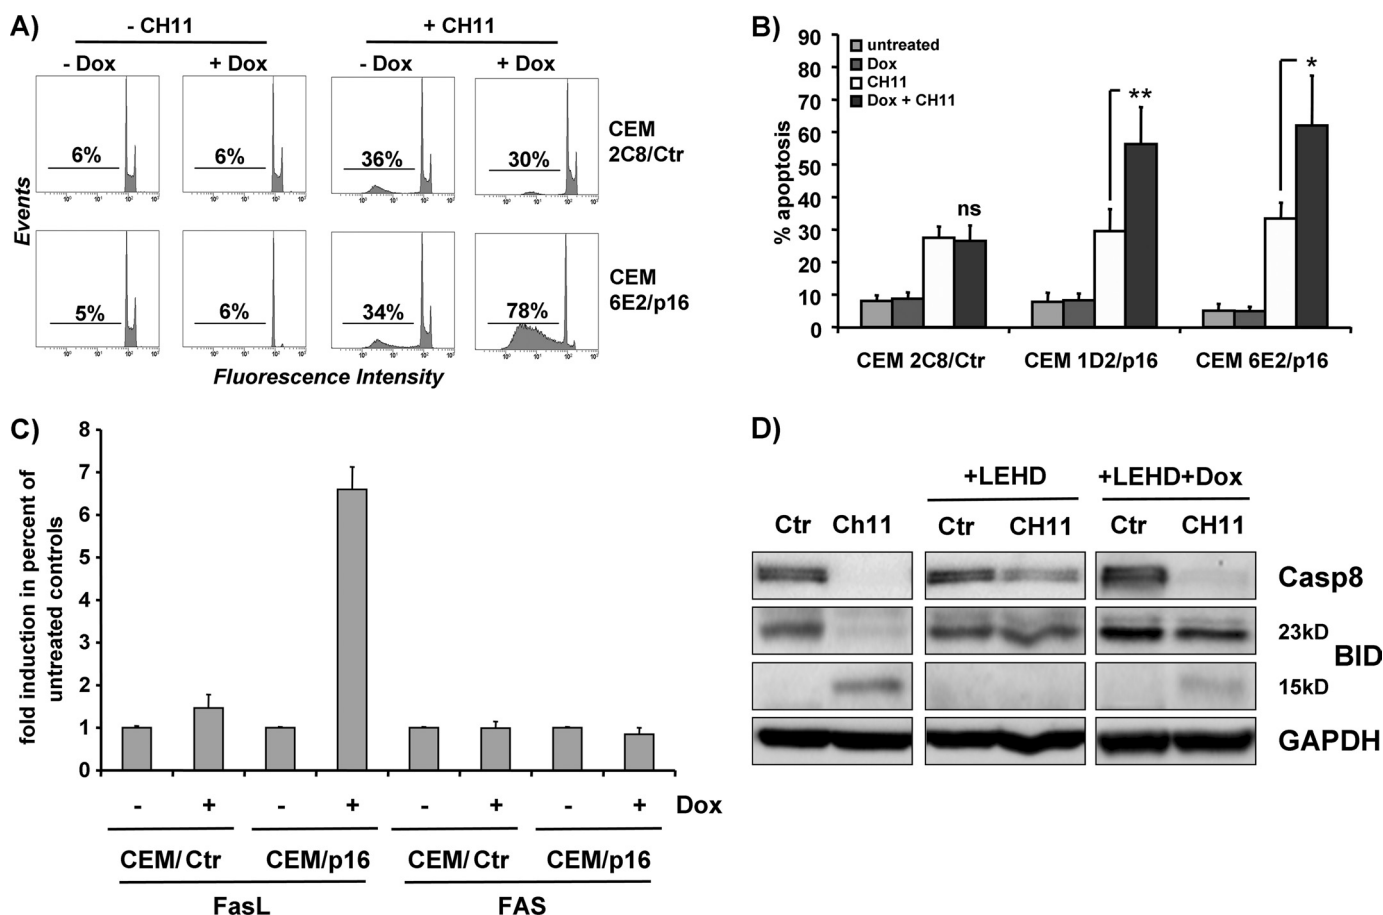 A)
- CH11
+ CH11
- Dox
+ Dox
- Dox
+ Dox
6%
6%
36%
30%
CEM
2C8/Ctr
5%
6%
34%
78%
CEM
6E2/p16
Events
Fluorescence Intensity
B)
untreated
Dox
CH11
Dox + CH11
% apoptosis
90
80
70
60
50
40
30
20
10
0
ns
**
*
CEM 2C8/Ctr
CEM 1D2/p16
CEM 6E2/p16
C)
fold induction in percent of
untreated controls
8
7
6
5
4
3
2
1
0
- + - + - + - + Dox
CEM/Ctr CEM/p16 CEM/Ctr CEM/p16
FasL FAS
D)
+LEHD +LEHD+Dox
Ctr Ch11 Ctr CH11 Ctr CH11
Casp8
23kD
BID
15kD
GAPDH